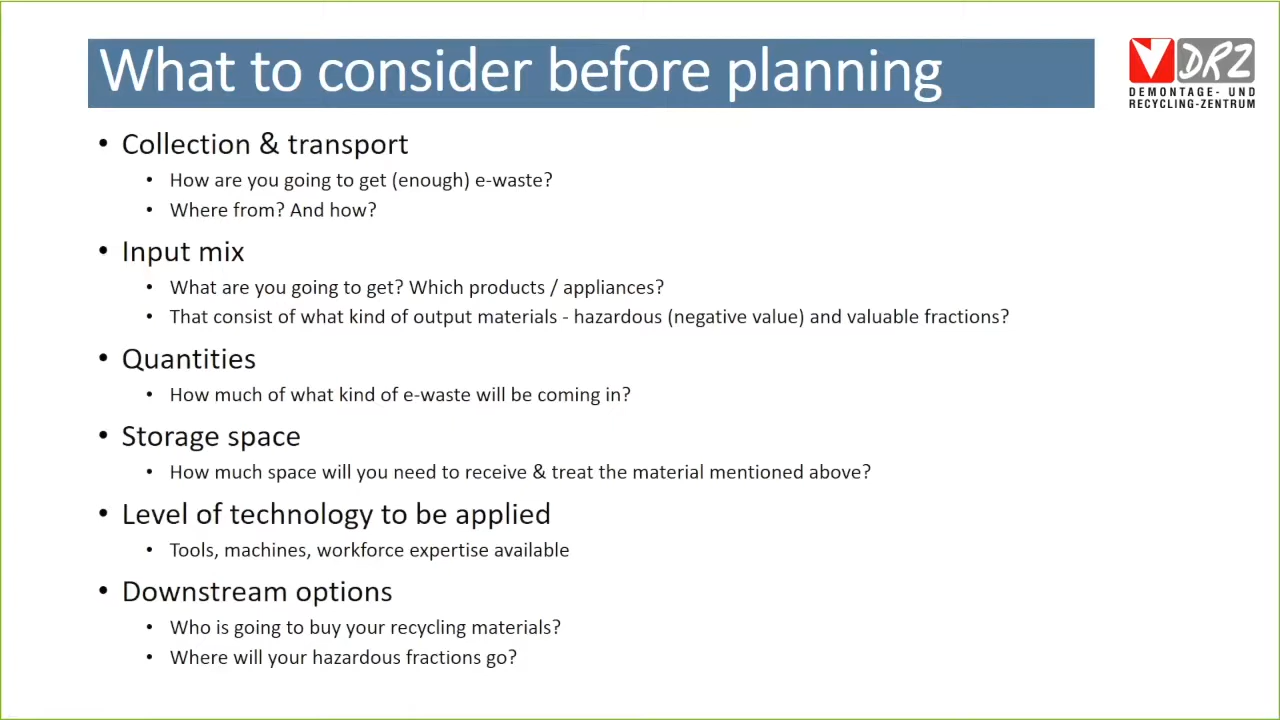 What to consider before planning
DRZ
DEMONTAGE- UND
RECYCLING-ZENTRUM
• Collection & transport
• How are you going to get (enough) e-waste?
• Where from? And how?
• Input mix
• What are you going to get? Which products / appliances?
• That consist of what kind of output materials - hazardous (negative value) and valuable fractions?
• Quantities
• How much of what kind of e-waste will be coming in?
• Storage space
• How much space will you need to receive & treat the material mentioned above?
• Level of technology to be applied
• Tools, machines, workforce expertise available
• Downstream options
• Who is going to buy your recycling materials?
• Where will your hazardous fractions go?